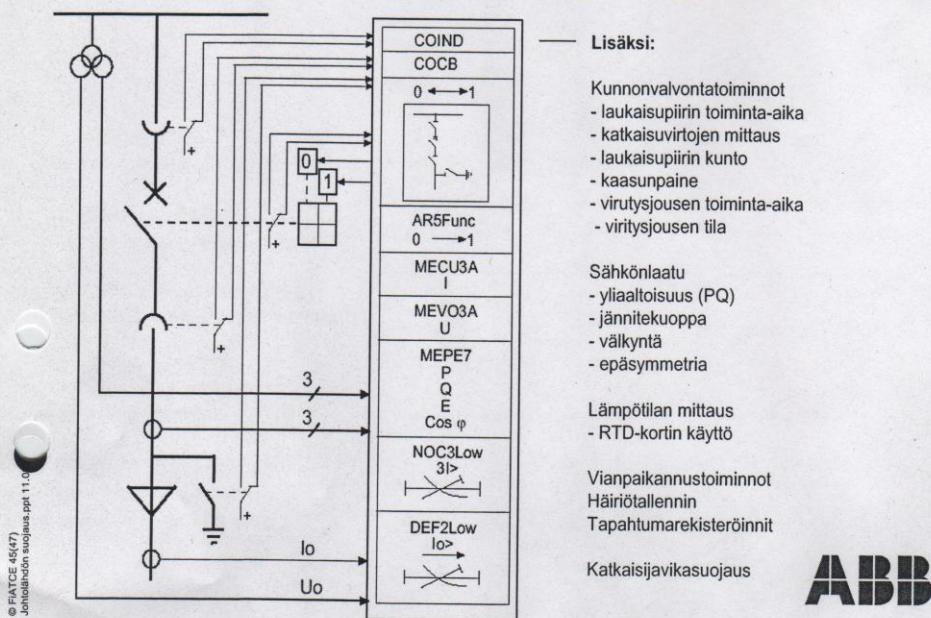 COIND
COCB
0 ↔ 1
0
1
AR5Func
0 → 1
MECU3A
I
MEVO3A
U
MEPE7
P
Q
E
Cos φ
NOC3Low
3I>
DEF2Low
Io>
+
+
+
+
3
3
Io
Uo
Lisäksi:
Kunnonvalvontatoiminnot
- laukaisupiirin toiminta-aika
- katkaisuvirtojen mittaus
- laukaisupiirin kunto
- kaasunpaine
- virutysjousen toiminta-aika
- viritysjousen tila
Sähkönlaatu
- yliaaltoisuus (PQ)
- jännitekuoppa
- välkyntä
- epäsymmetria
Lämpötilan mittaus
- RTD-kortin käyttö
Vianpaikannustoiminnot
Häiriötallennin
Tapahtumarekisteröinnit
Katkaisijavikasuojaus
ABB
© FIATCE 45(47)
Johtolähdön suojaus.ppt 11.0